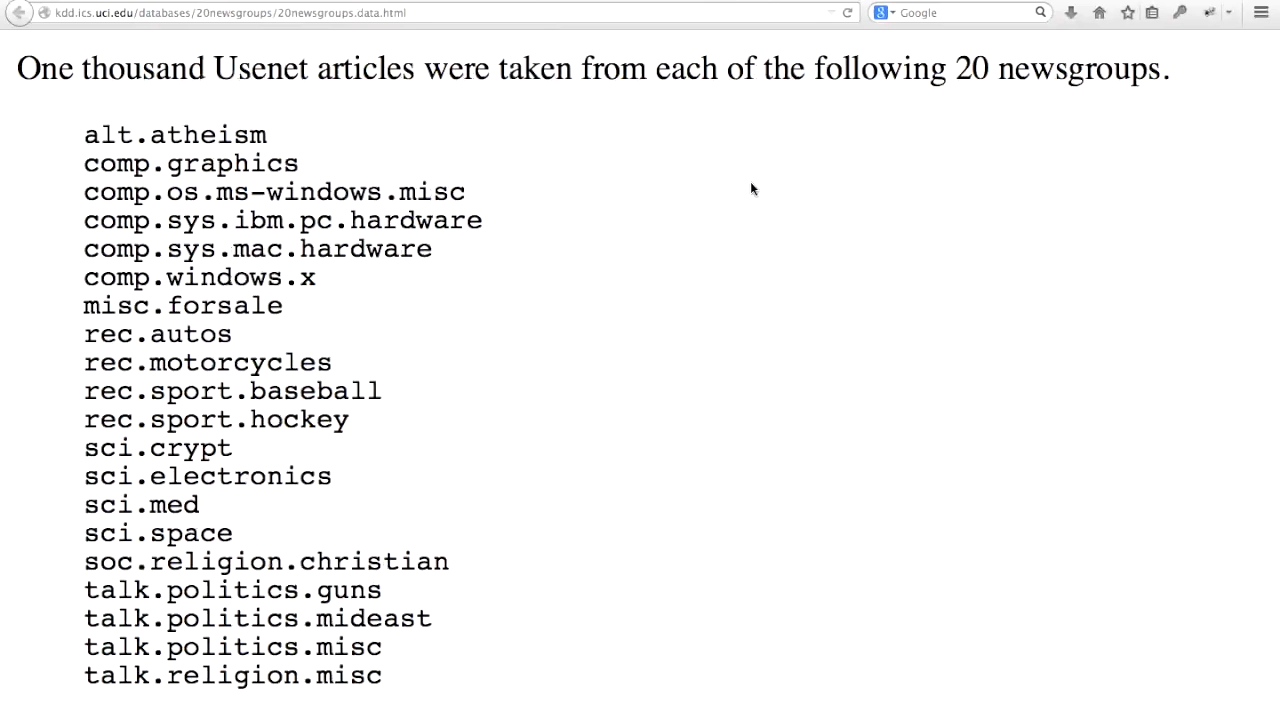 kdd.ics.uci.edu/databases/20newsgroups/20newsgroups.data.html
Google
One thousand Usenet articles were taken from each of the following 20 newsgroups.
alt.atheism
comp.graphics
comp.os.ms-windows.misc
comp.sys.ibm.pc.hardware
comp.sys.mac.hardware
comp.windows.x
misc.forsale
rec.autos
rec.motorcycles
rec.sport.baseball
rec.sport.hockey
sci.crypt
sci.electronics
sci.med
sci.space
soc.religion.christian
talk.politics.guns
talk.politics.mideast
talk.politics.misc
talk.religion.misc